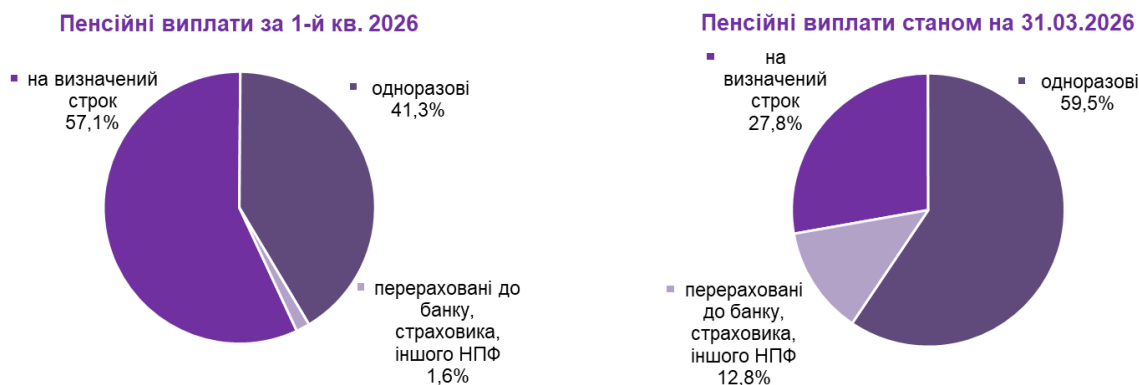 Пенсійні виплати за 1-й кв. 2026
на визначений
строк
57,1%
одноразові
41,3%
перераховані до
банку,
страховика,
іншого НПФ
1,6%
Пенсійні виплати станом на 31.03.2026
на
визначений
строк
27,8%
одноразові
59,5%
перераховані
до банку,
страховика,
іншого НПФ
12,8%